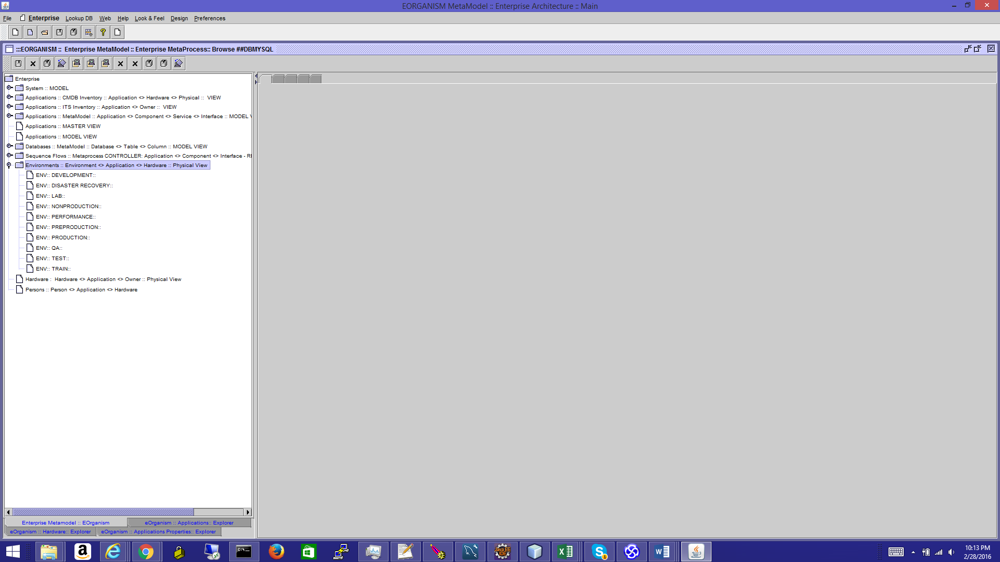 EORGANISM MetaModel :: Enterprise Architecture :: Main
File Enterprise Lookup DB Web Help Look & Feel Design Preferences
:::EORGANISM :: Enterprise MetaModel :: Enterprise MetaProcess:: Browse ##DBMYSQL
Enterprise
System :: MODEL
Applications :: CMDB Inventory :: Application <> Hardware <> Physical :: VIEW
Applications :: ITS Inventory :: Application <> Owner :: VIEW
Applications :: MetaModel :: Application <> Component <> Service <> Interface :: MODEL
Applications :: MASTER VIEW
Applications :: MODEL VIEW
Databases :: MetaModel :: Database <> Table <> Column :: MODEL VIEW
Sequence Flows :: Metaprocess CONTROLLER: Application <> Component <> Interface -
Environments :: Environment <> Application <> Hardware :: Physical View
ENV:: DEVELOPMENT::
ENV:: DISASTER RECOVERY::
ENV:: LAB::
ENV:: NONPRODUCTION::
ENV:: PERFORMANCE::
ENV:: PREPRODUCTION::
ENV:: PRODUCTION::
ENV:: QA::
ENV:: TEST::
ENV:: TRAIN::
Hardware : Hardware <> Application <> Owner :: Physical View
Persons :: Person <> Application <> Hardware
Enterprise Metamodel :: EOrganism eOrganism :: Applications:: Explorer
eOrganism :: Hardware:: Explorer eOrganism :: Applications Properties:: Explorer
10:13 PM
2/28/2016